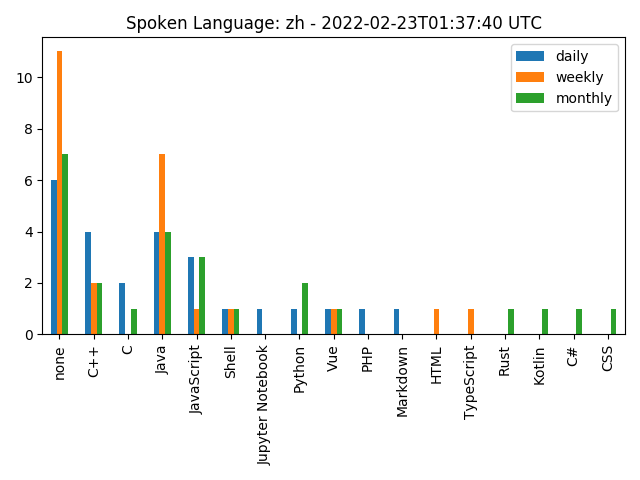 Spoken Language: zh - 2022-02-23T01:37:40 UTC
daily
weekly
monthly
10
8
6
4
2
0
none
C++
C
Java
JavaScript
Shell
Jupyter Notebook
Python
Vue
PHP
Markdown
HTML
TypeScript
Rust
Kotlin
C#
CSS